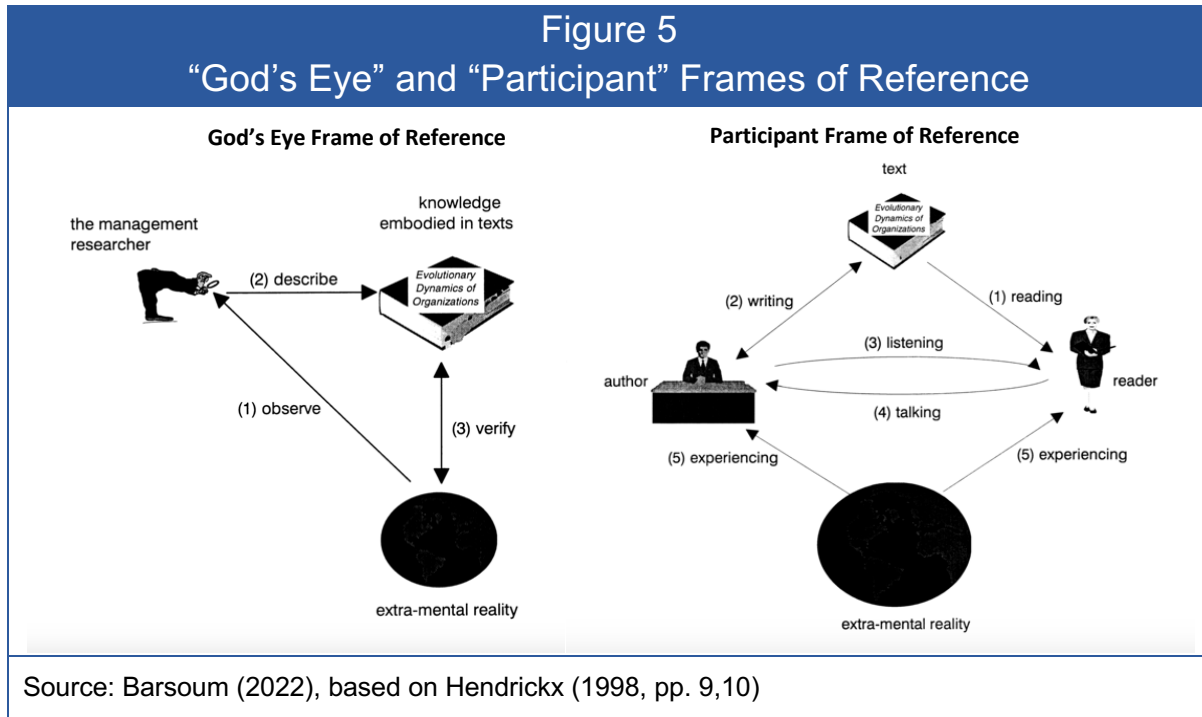 Figure 5
“God’s Eye” and “Participant” Frames of Reference
God’s Eye Frame of Reference
the management
researcher
knowledge
embodied in texts
(2) describe
Evolutionary
Dynamics of
Organizations
(1) observe
(3) verify
extra-mental reality
Participant Frame of Reference
text
Evolutionary
Dynamics of
Organizations
(2) writing
(1) reading
(3) listening
author
reader
(4) talking
(5) experiencing
(5) experiencing
extra-mental reality
Source: Barsoum (2022), based on Hendrickx (1998, pp. 9,10)